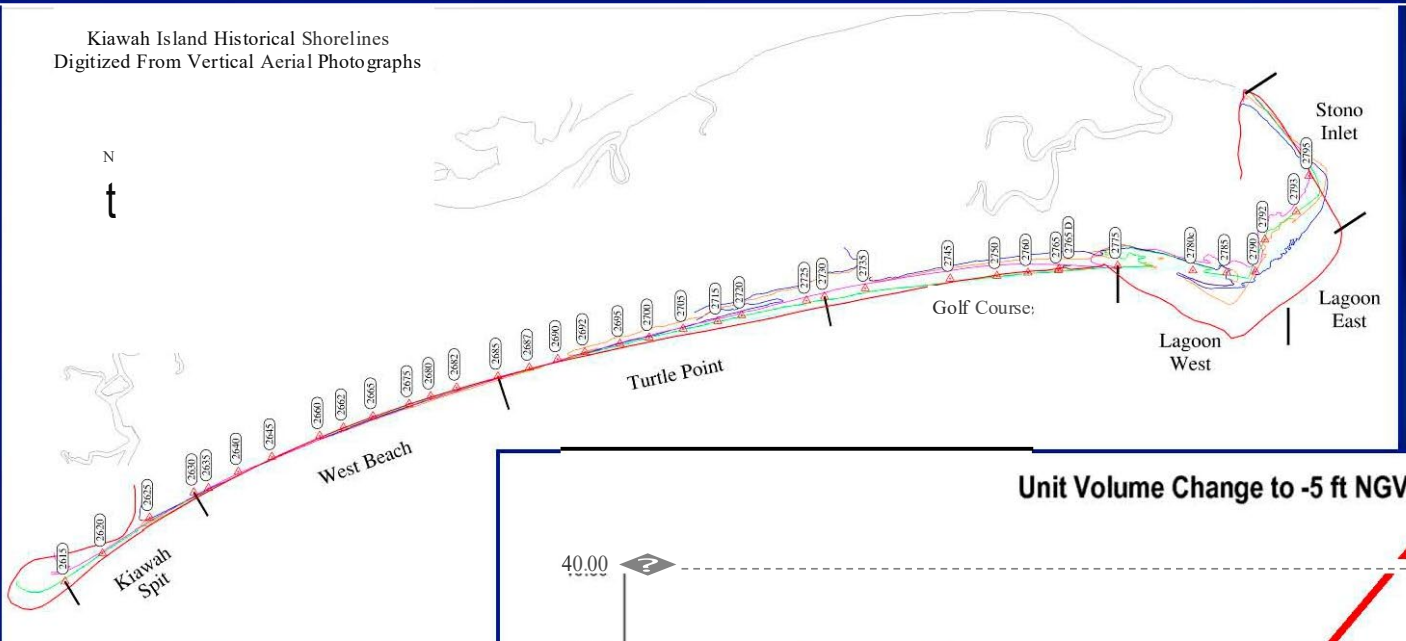 Kiawah Island Historical Shorelines
Digitized From Vertical Aerial Photographs
N
t
Stono
Inlet
2795
2793
2792
2790
2785
2780c
2775
2765 D
2765
2760
2750
2745
2735
2730
2725
2720
2715
2705
2700
2695
2692
2690
2687
2685
2682
2680
2675
2665
2662
2660
2645
2640
2635
2630
2625
2620
2615
Lagoon
East
Lagoon
West
Golf Course:
Turtle Point
West Beach
Kiawah
Spit
Unit Volume Change to -5 ft NGV
40.00
?